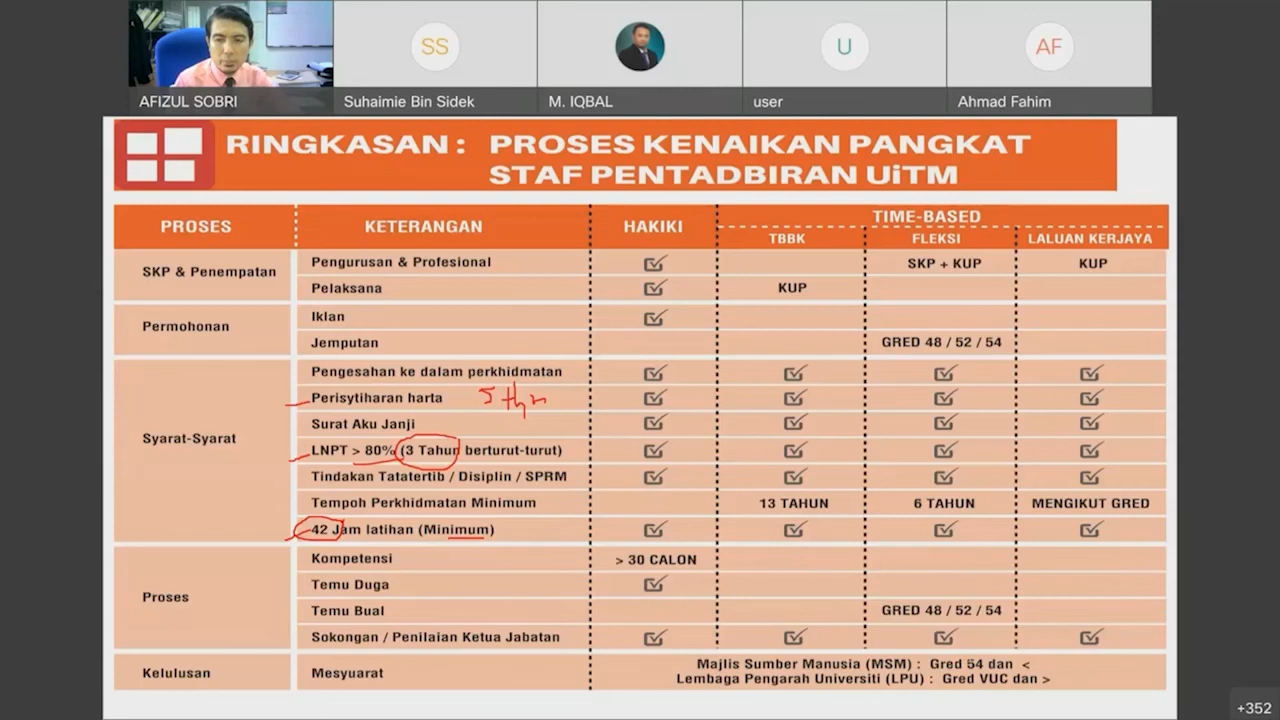 SS
U
AF
AFIZUL SOBRI
Suhaimie Bin Sidek
M. IQBAL
user
Ahmad Fahim
RINGKASAN : PROSES KENAIKAN PANGKAT
STAF PENTADBIRAN UiTM
PROSES KETERANGAN HAKIKI TIME-BASED
TBBK FLEKSI LALUAN KERJAYA
SKP & Penempatan
Pengurusan & Profesional SKP + KUP KUP
Pelaksana KUP
Permohonan
Iklan
Jemputan GRED 48 / 52 / 54
Syarat-Syarat
Pengesahan ke dalam perkhidmatan
Perisytiharan harta 5 thn
Surat Aku Janji
LNPT > 80% (3 Tahun berturut-turut)
Tindakan Tatatertib / Disiplin / SPRM
Tempoh Perkhidmatan Minimum 13 TAHUN 6 TAHUN MENGIKUT GRED
42 Jam latihan (Minimum)
Proses
Kompetensi > 30 CALON
Temu Duga
Temu Bual GRED 48 / 52 / 54
Sokongan / Penilaian Ketua Jabatan
Kelulusan
Mesyuarat
Majlis Sumber Manusia (MSM) : Gred 54 dan <
Lembaga Pengarah Universiti (LPU) : Gred VUC dan >
+352